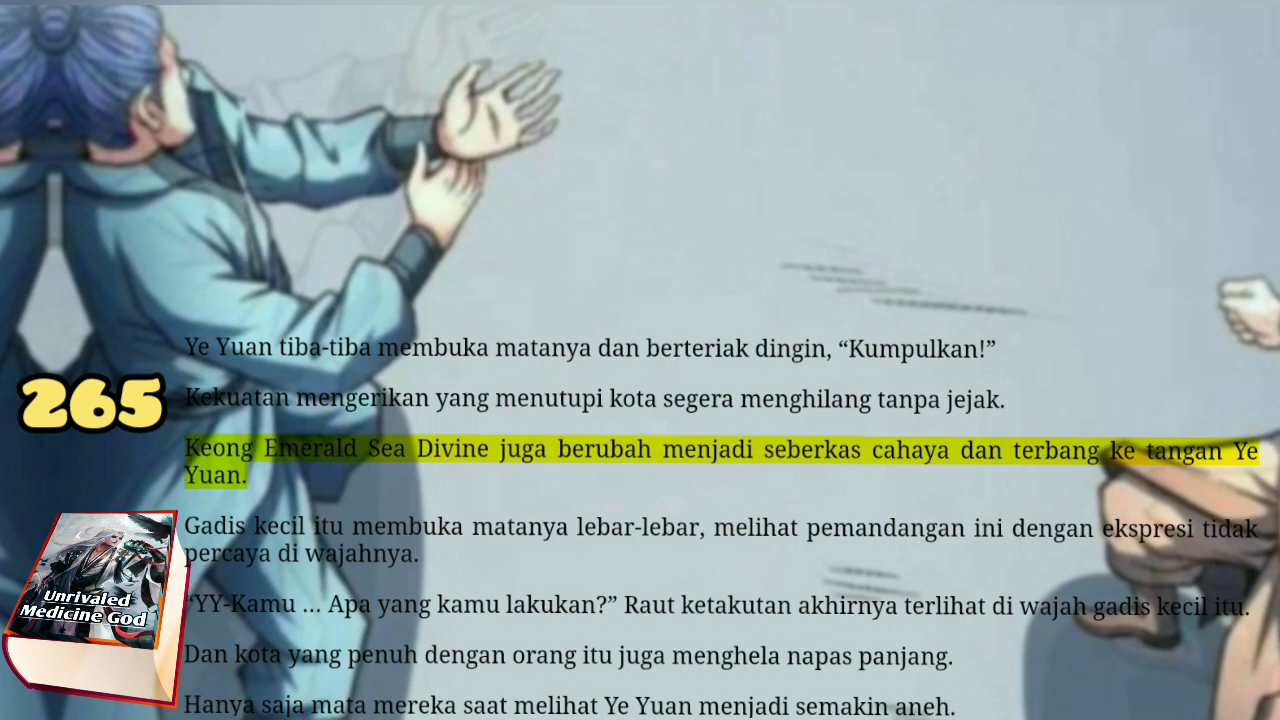 Ye Yuan tiba-tiba membuka matanya dan berteriak dingin, “Kumpulkan!”
265
Kekuatan mengerikan yang menutupi kota segera menghilang tanpa jejak.
Keong Emerald Sea Divine juga berubah menjadi seberkas cahaya dan terbang ke tangan Ye
Yuan.
Gadis kecil itu membuka matanya lebar-lebar, melihat pemandangan ini dengan ekspresi tidak
percaya di wajahnya.
“YY-Kamu ... Apa yang kamu lakukan?” Raut ketakutan akhirnya terlihat di wajah gadis kecil itu.
Unrivaled
Medicine God
Dan kota yang penuh dengan orang itu juga menghela napas panjang.
Hanya saja mata mereka saat melihat Ye Yuan menjadi semakin aneh.